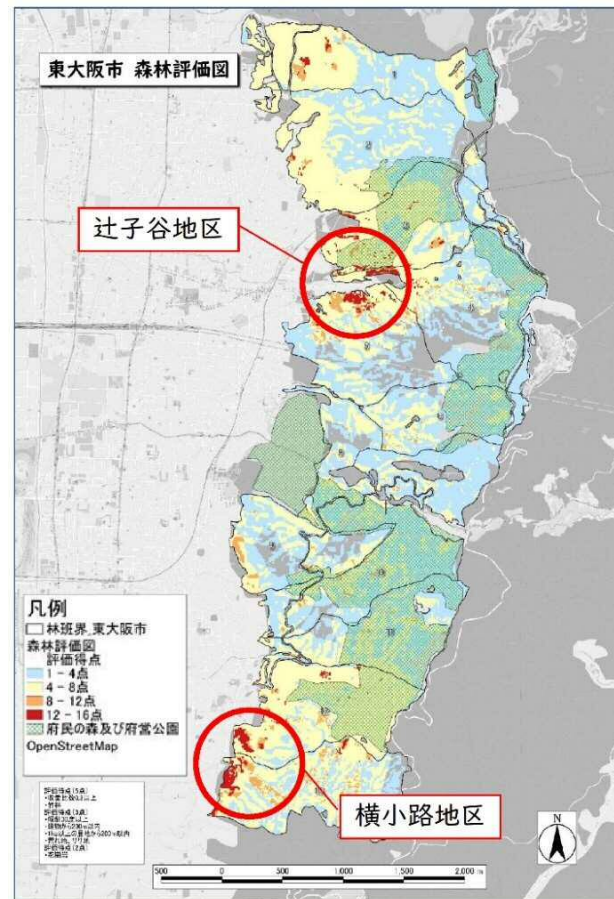 東大阪市 森林評価図
辻子谷地区
凡例
林班界_東大阪市
森林評価図
評価得点
1 - 4点
4 - 8点
8 - 12点
12 - 16点
府民の森及び府営公園
OpenStreetMap
横小路地区
N
500 0 500 1,000 1,500 2,000 m